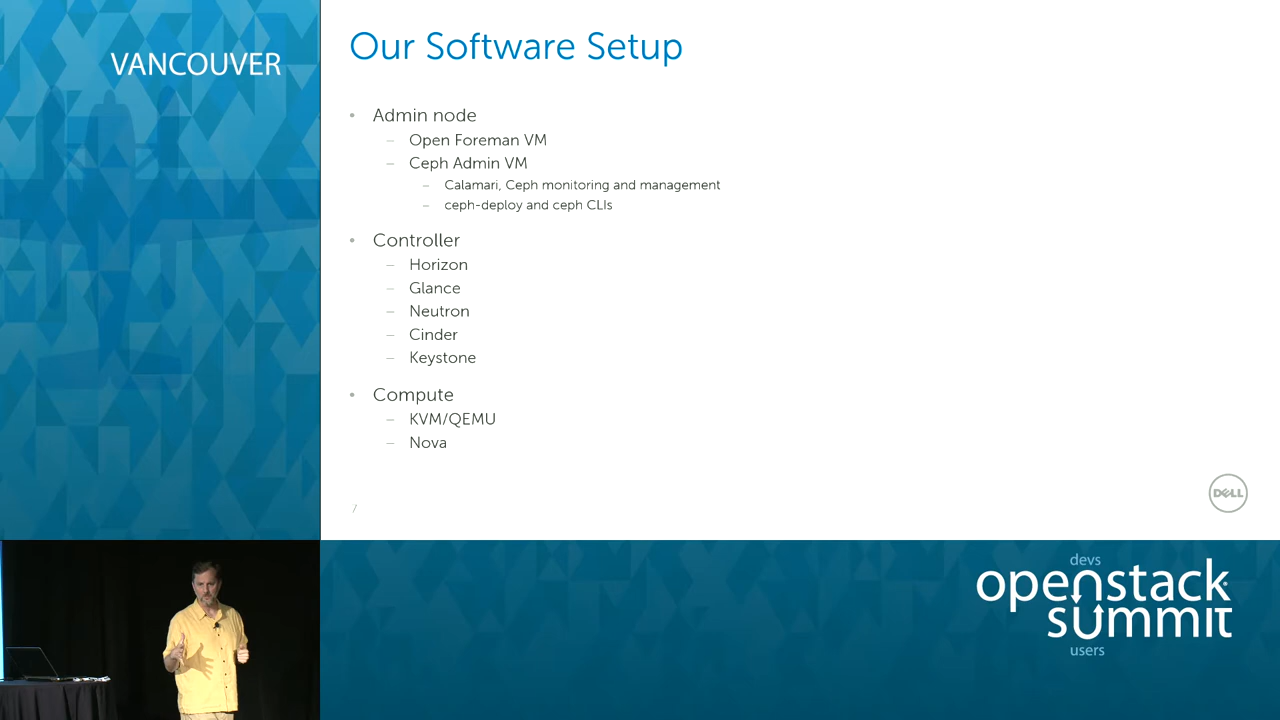 VANCOUVER
Our Software Setup
• Admin node
– Open Foreman VM
– Ceph Admin VM
– Calamari, Ceph monitoring and management
– ceph-deploy and ceph CLIs
• Controller
– Horizon
– Glance
– Neutron
– Cinder
– Keystone
• Compute
– KVM/QEMU
– Nova
7
DELL
devs
openstack
summit
users